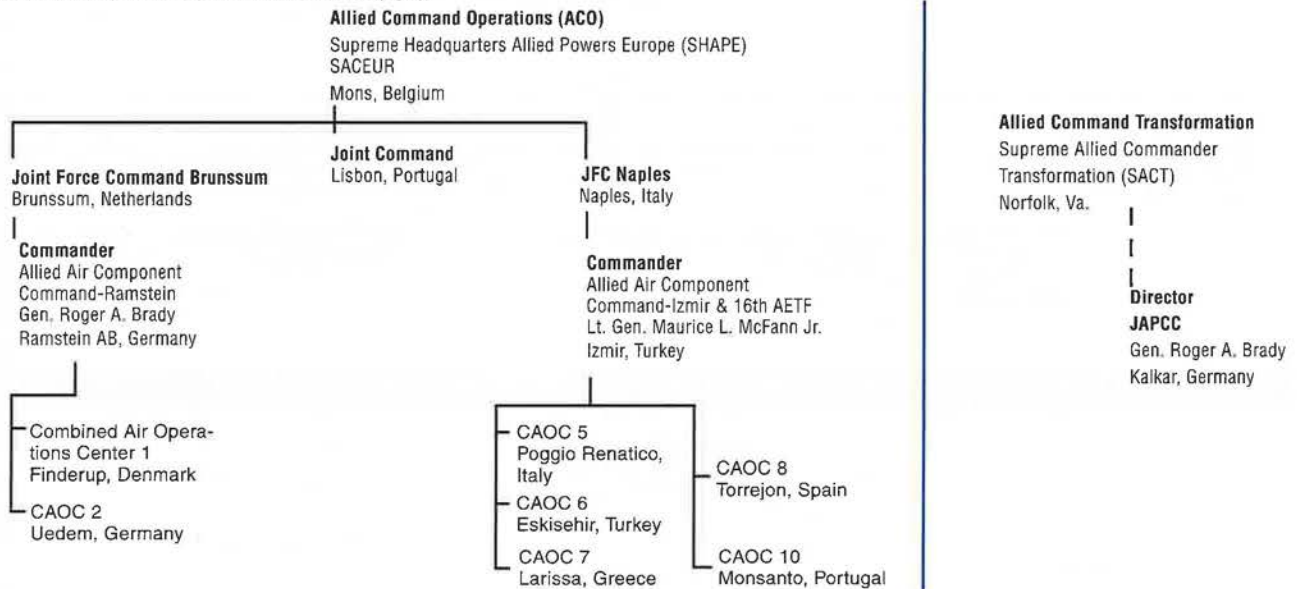 Allied Command Operations (ACO)
Supreme Headquarters Allied Powers Europe (SHAPE)
SACEUR
Mons, Belgium
Joint Force Command Brunssum
Brunssum, Netherlands
Joint Command
Lisbon, Portugal
JFC Naples
Naples, Italy
Commander
Allied Air Component
Command-Ramstein
Gen. Roger A. Brady
Ramstein AB, Germany
Commander
Allied Air Component
Command-Izmir & 16th AETF
Lt. Gen. Maurice L. McFann Jr.
Izmir, Turkey
Combined Air Opera-
tions Center 1
Finderup, Denmark
CAOC 2
Uedem, Germany
CAOC 5
Poggio Renatico,
Italy
CAOC 6
Eskisehir, Turkey
CAOC 7
Larissa, Greece
CAOC 8
Torrejon, Spain
CAOC 10
Monsanto, Portugal
Allied Command Transformation
Supreme Allied Commander
Transformation (SACT)
Norfolk, Va.
Director
JAPCC
Gen. Roger A. Brady
Kalkar, Germany